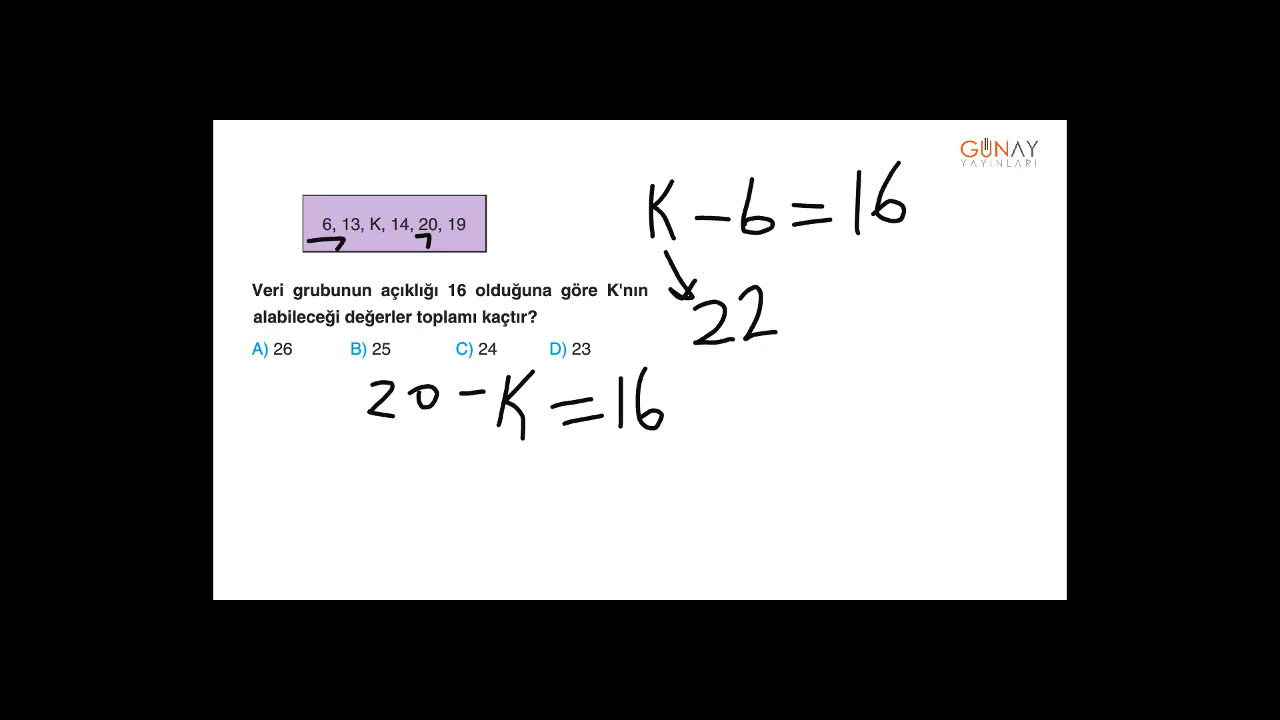 GÜNAY
YAYINLARI
K - 6 = 16
6, 13, K, 14, 20, 19
22
Veri grubunun açıklığı 16 olduğuna göre K'nın
alabileceği değerler toplamı kaçtır?
A) 26 B) 25 C) 24 D) 23
20 - K = 16